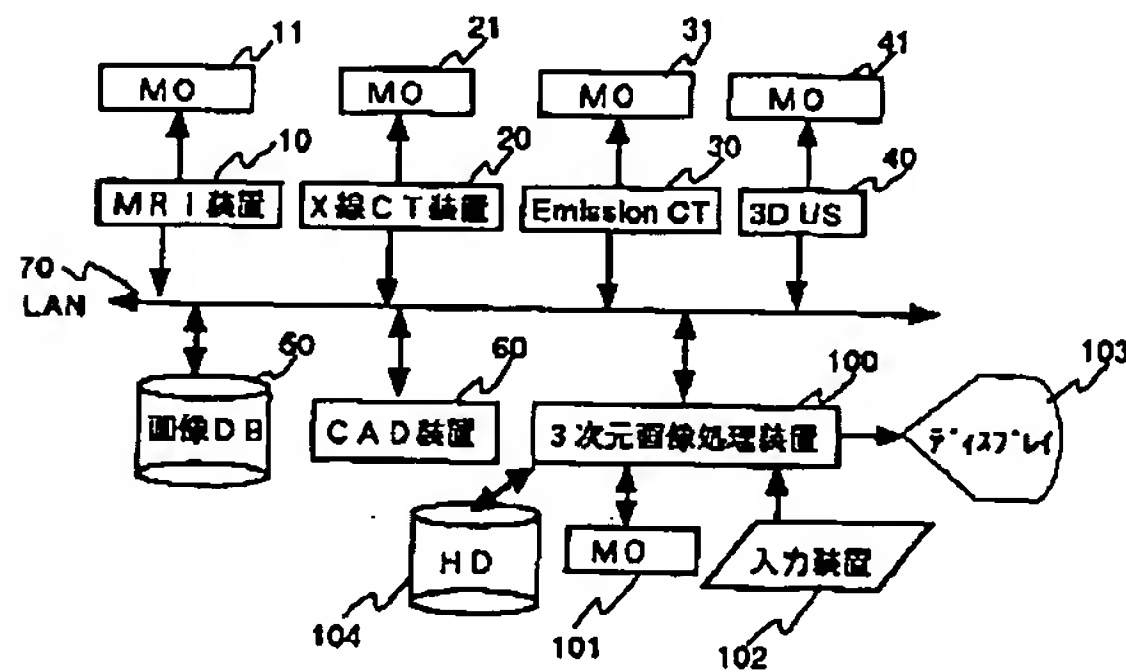 11
21
31
41
MO
MO
MO
MO
10
20
30
40
MRI装置
X線CT装置
Emission CT
3D US
70
LAN
50
60
100
103
画像DB
CAD装置
3次元画像処理装置
ディスプレイ
HD
MO
入力装置
104
101
102